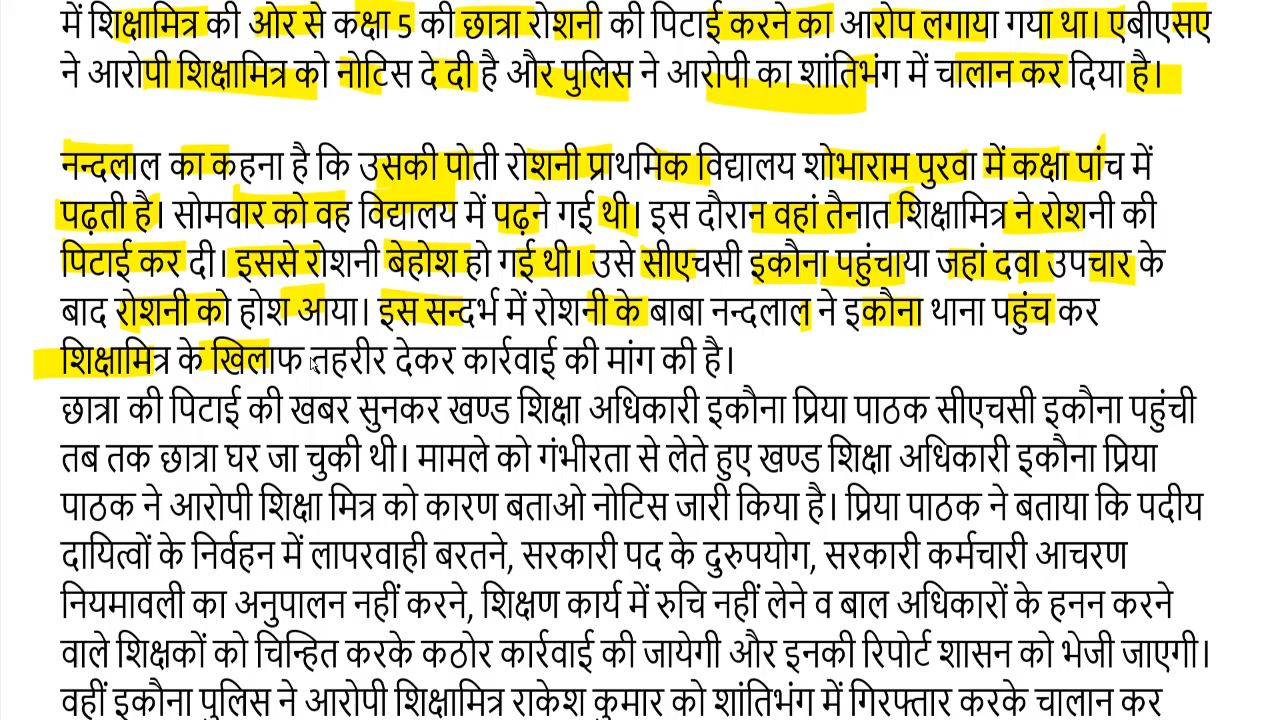 में शिक्षामित्र की ओर से कक्षा 5 की छात्रा रोशनी की पिटाई करने का आरोप लगाया गया था। एबीएसए
ने आरोपी शिक्षामित्र को नोटिस दे दी है और पुलिस ने आरोपी का शांतिभंग में चालान कर दिया है।
नन्दलाल का कहना है कि उसकी पोती रोशनी प्राथमिक विद्यालय शोभाराम पुरवा में कक्षा पांच में
पढ़ती है। सोमवार को वह विद्यालय में पढ़ने गई थी। इस दौरान वहां तैनात शिक्षामित्र ने रोशनी की
पिटाई कर दी। इससे रोशनी बेहोश हो गई थी। उसे सीएचसी इकौना पहुंचाया जहां दवा उपचार के
बाद रोशनी को होश आया। इस सन्दर्भ में रोशनी के बाबा नन्दलाल ने इकौना थाना पहुंच कर
शिक्षामित्र के खिलाफ तहरीर देकर कार्रवाई की मांग की है।
छात्रा की पिटाई की खबर सुनकर खण्ड शिक्षा अधिकारी इकौना प्रिया पाठक सीएचसी इकौना पहुंची
तब तक छात्रा घर जा चुकी थी। मामले को गंभीरता से लेते हुए खण्ड शिक्षा अधिकारी इकौना प्रिया
पाठक ने आरोपी शिक्षा मित्र को कारण बताओ नोटिस जारी किया है। प्रिया पाठक ने बताया कि पदीय
दायित्वों के निर्वहन में लापरवाही बरतने, सरकारी पद के दुरुपयोग, सरकारी कर्मचारी आचरण
नियमावली का अनुपालन नहीं करने, शिक्षण कार्य में रुचि नहीं लेने व बाल अधिकारों के हनन करने
वाले शिक्षकों को चिन्हित करके कठोर कार्रवाई की जायेगी और इनकी रिपोर्ट शासन को भेजी जाएगी।
वहीं इकौना पुलिस ने आरोपी शिक्षामित्र राकेश कुमार को शांतिभंग में गिरफ्तार करके चालान कर